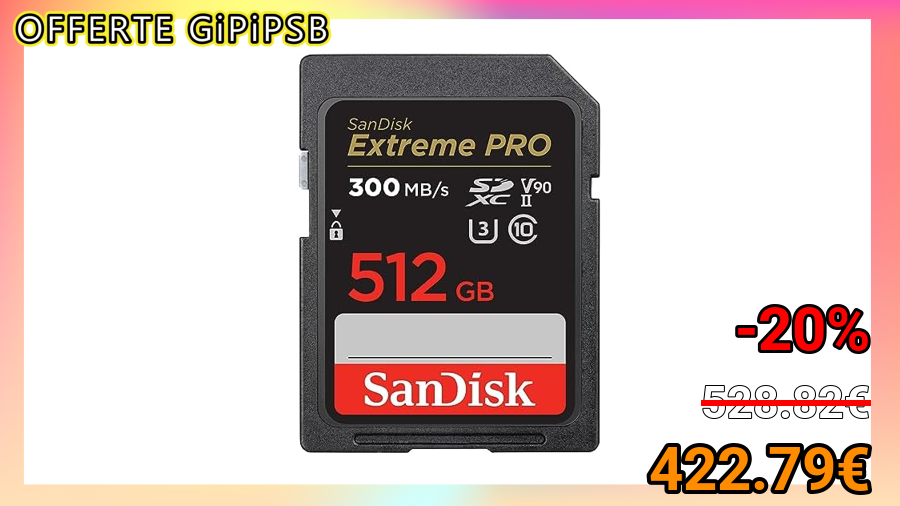 OFFERTE GiPiPSB
SanDisk
Extreme PRO
300 MB/s SD XC V90 II
3 10
512 GB
SanDisk
-20%
528.82€
422.79€